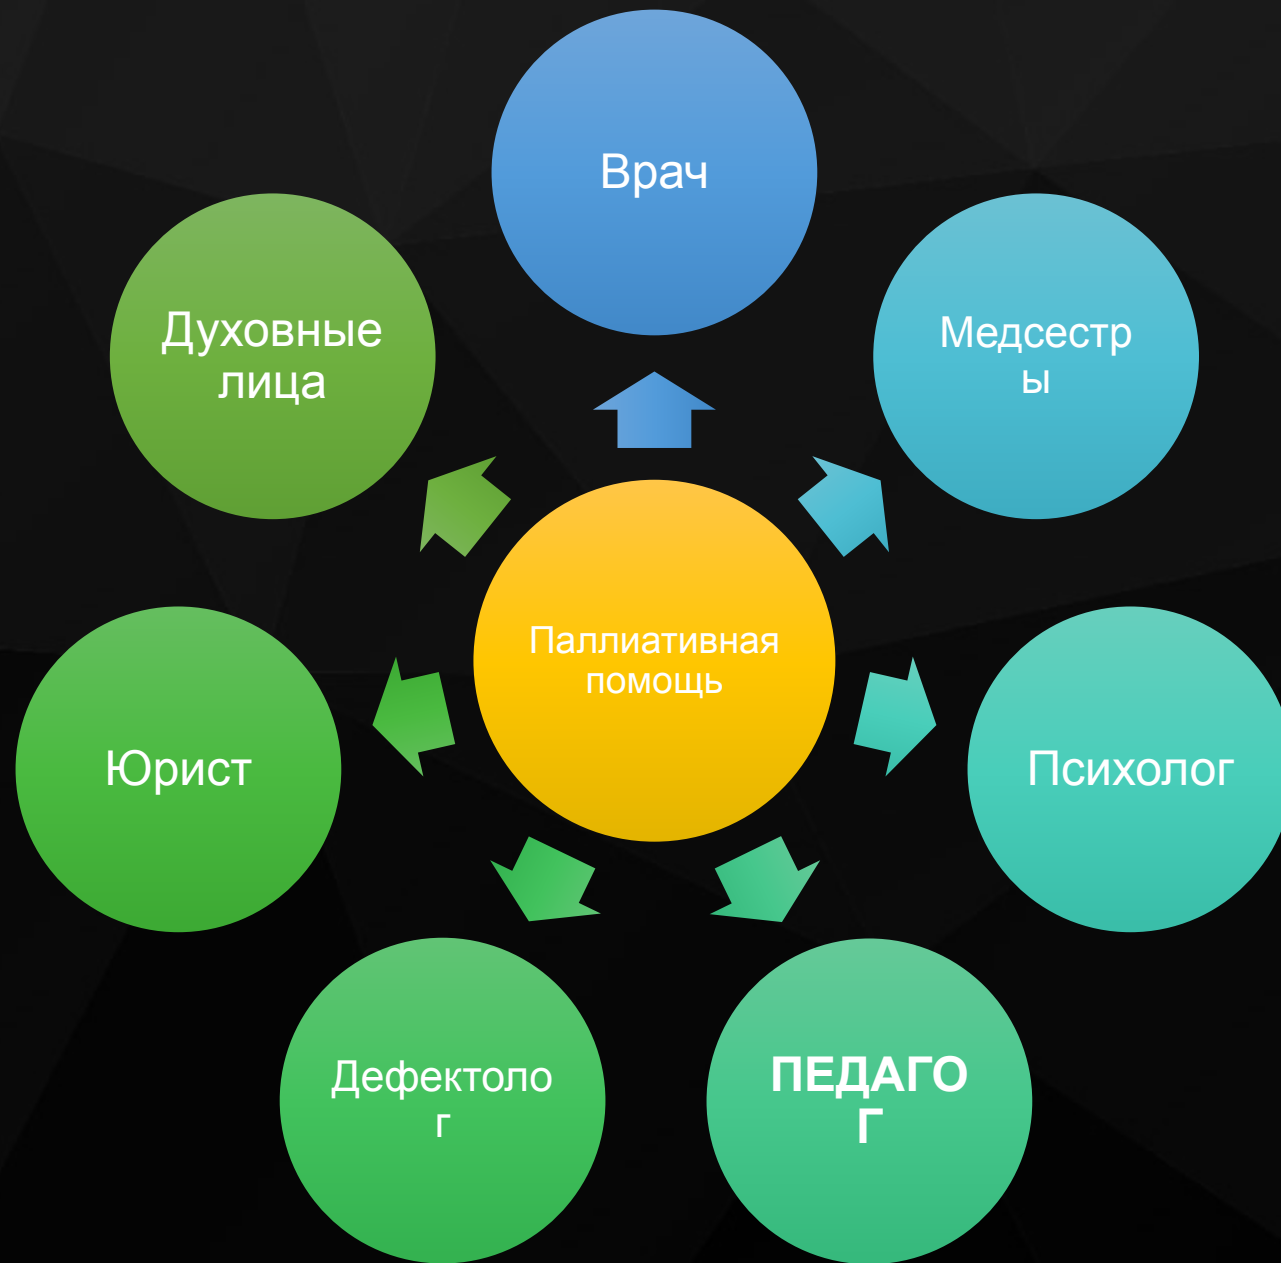 Врач
Духовные
лица
Медсестр
ы
Паллиативная
помощь
Юрист
Психолог
Дефектоло
г
ПЕДАГО
Г